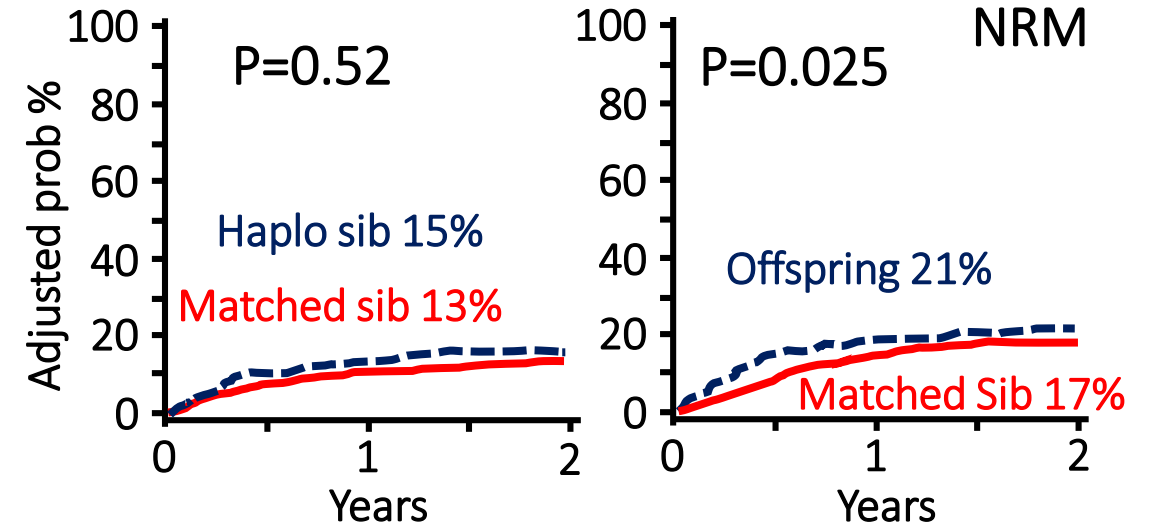 NRM
P=0.52
P=0.025
Adjusted prob %
100
80
60
40
20
0
Haplo sib 15%
Matched sib 13%
0 1 2
Years
100
80
60
40
20
0
Offspring 21%
Matched Sib 17%
0 1 2
Years